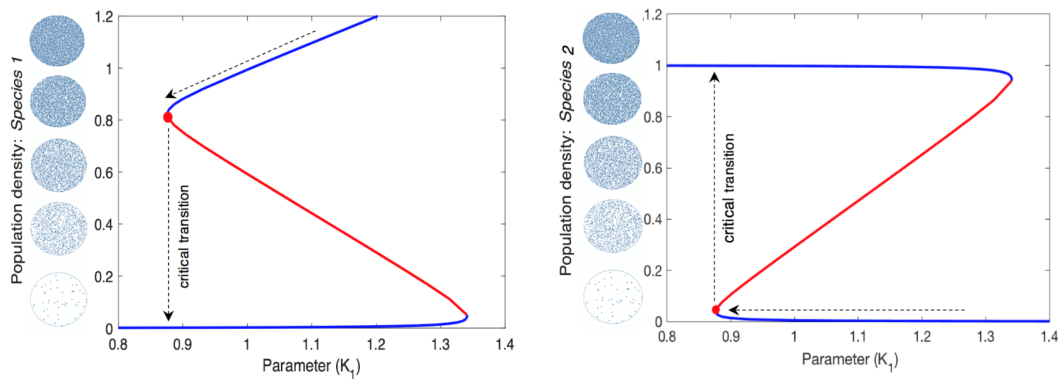 Population density: Species 1
1.2
1
0.8
0.6
0.4
0.2
0
critical transition
0.8 0.9 1 1.1 1.2 1.3 1.4
Parameter (K1)
Population density: Species 2
1.2
1
0.8
0.6
0.4
0.2
0
critical transition
0.8 0.9 1 1.1 1.2 1.3 1.4
Parameter (K1)